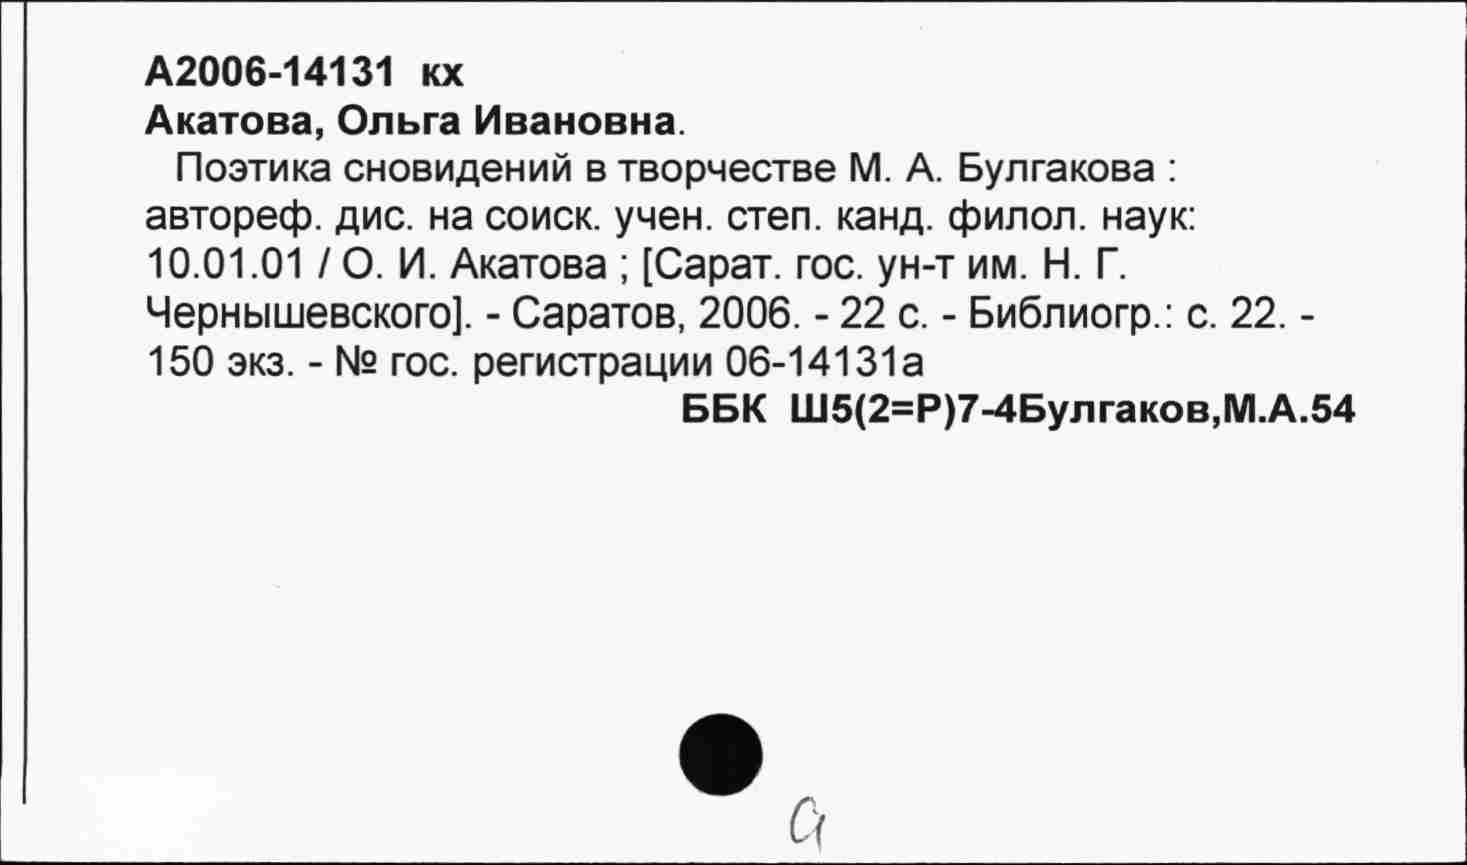 А2006-14131 кх
Акатова, Ольга Ивановна.
Поэтика сновидений в творчестве М. А. Булгакова :
автореф. дис. на соиск. учен. степ. канд. филол. наук:
10.01.01 / О. И. Акатова ; [Сарат. гос. ун-т им. Н. Г.
Чернышевского]. - Саратов, 2006. - 22 с. - Библиогр.: с. 22. -
150 экз. - № гос. регистрации 06-14131а
ББК Ш5(2=Р)7-4Булгаков,М.А.54